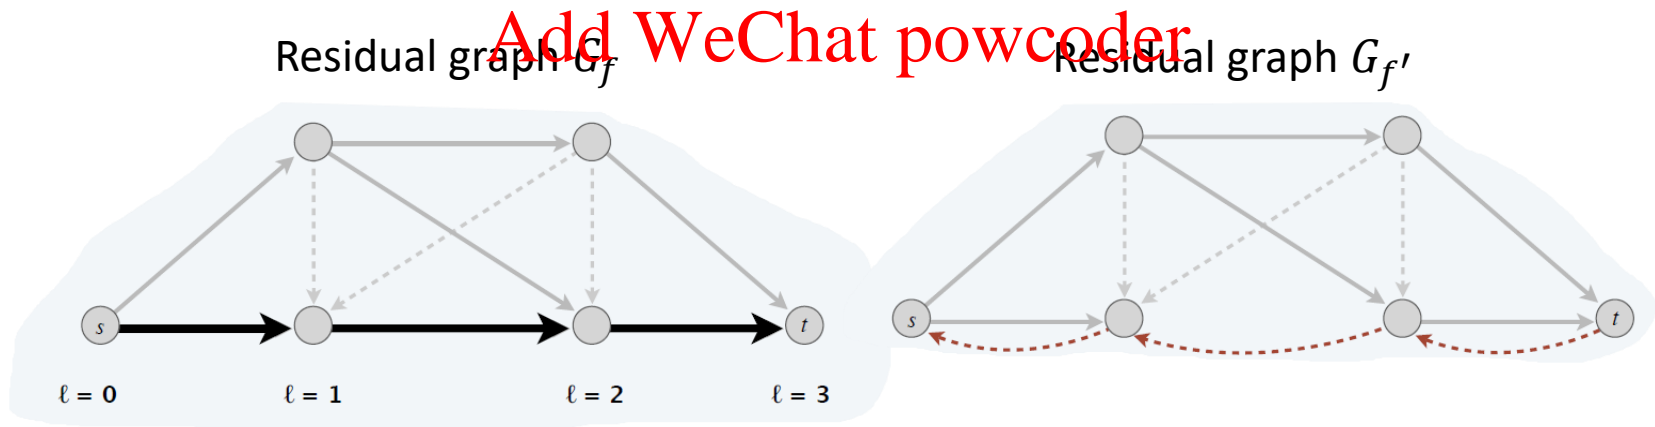 Add WeChat powcoder
Residual graph G_f
Residual graph G_f'
s
t
s
t
ℓ = 0
ℓ = 1
ℓ = 2
ℓ = 3